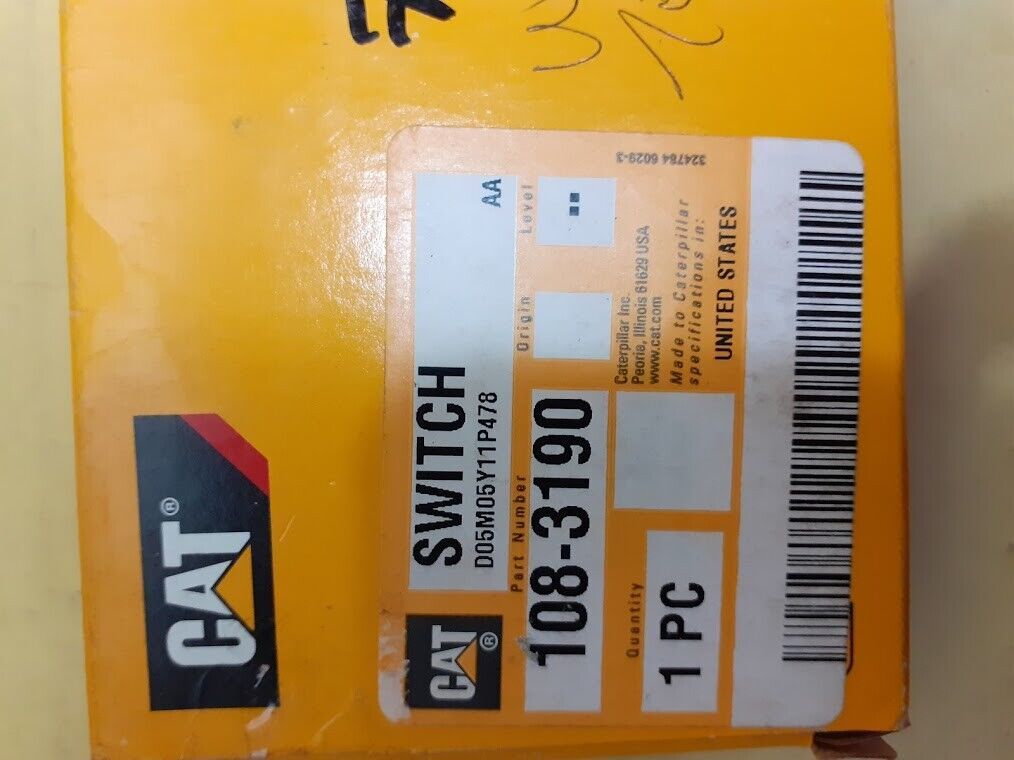 CAT®
CAT®
SWITCH
D05M05Y11P478
AA
Part Number
108-3190
Origin
Level
Quantity
1 PC
Caterpillar Inc.
Peoria, Illinois 61629 USA
www.cat.com
Made to Caterpillar
specifications in:
UNITED STATES
324784 6029-3